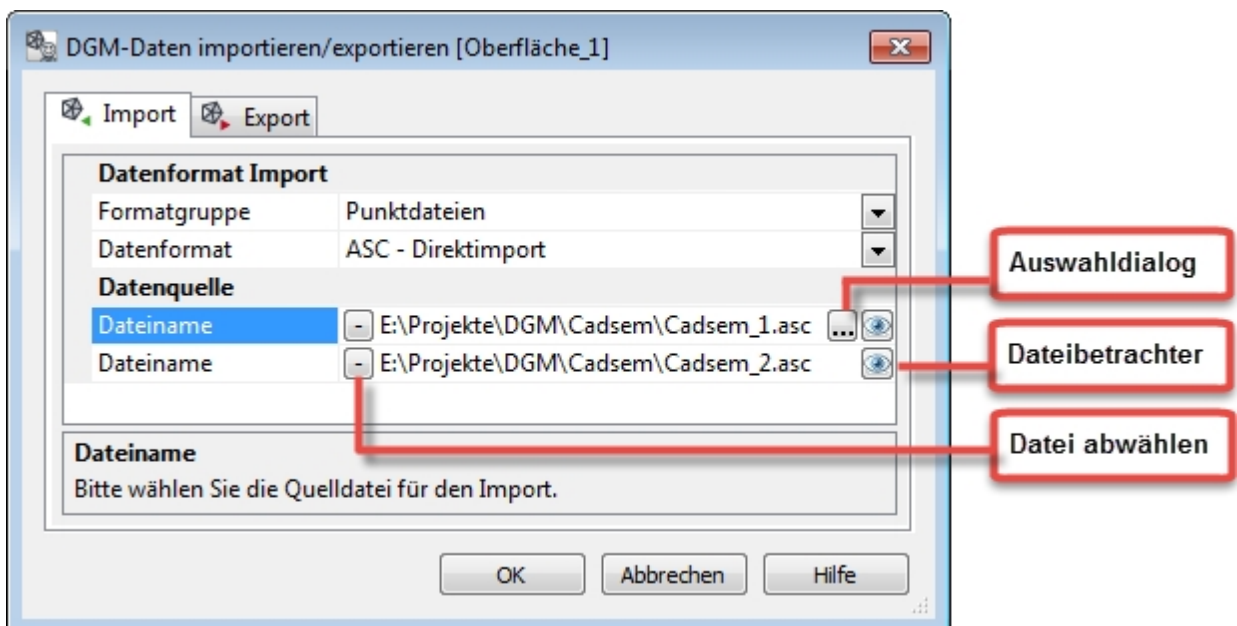 DGM-Daten importieren/exportieren [Oberfläche_1]
Import
Export
Datenformat Import
Formatgruppe Punktdateien
Datenformat ASC - Direktimport
Datenquelle
Dateiname - E:\Projekte\DGM\Cadsem\Cadsem_1.asc ...
Dateiname - E:\Projekte\DGM\Cadsem\Cadsem_2.asc
Auswahldialog
Dateibetrachter
Datei abwählen
Dateiname
Bitte wählen Sie die Quelldatei für den Import.
OK
Abbrechen
Hilfe